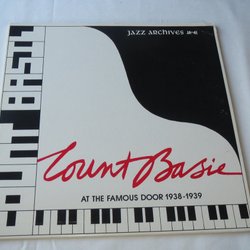 JAZZ ARCHIVES JA-41
Count Basie
AT THE FAMOUS DOOR 1938-1939